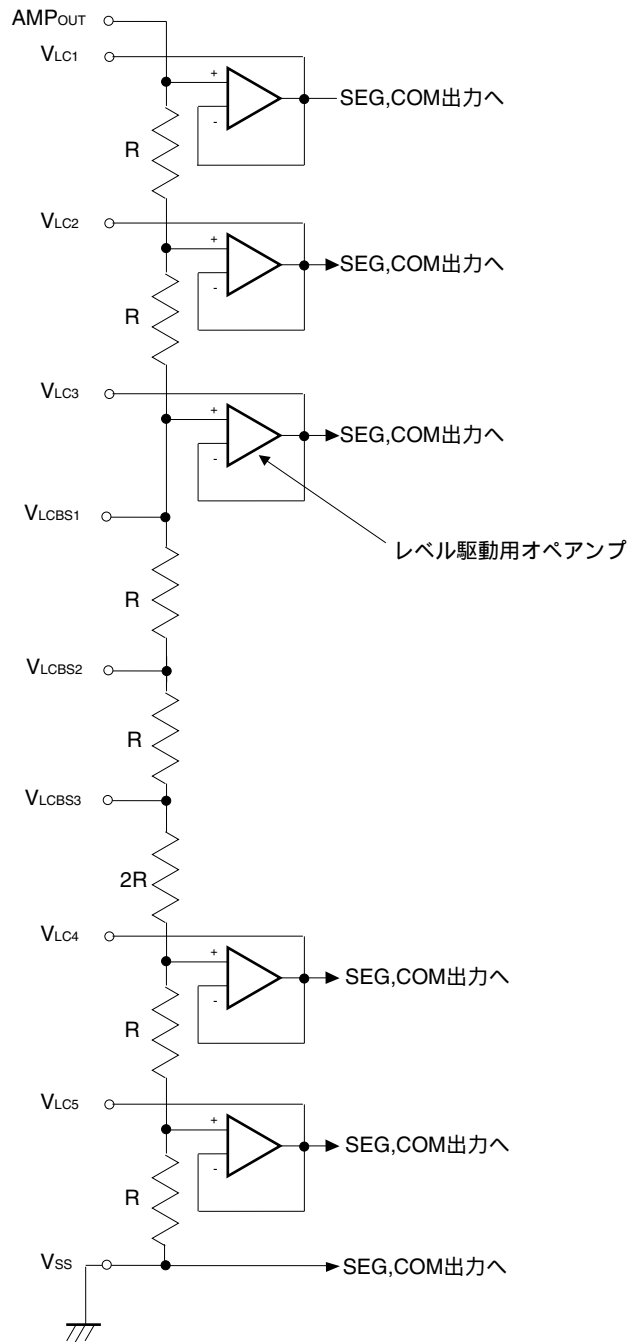 AMPOUT
VLC1
+
-
SEG,COM出力へ
R
VLC2
+
-
SEG,COM出力へ
R
VLC3
+
-
SEG,COM出力へ
VLCBS1
レベル駆動用オペアンプ
R
VLCBS2
R
VLCBS3
2R
VLC4
+
-
SEG,COM出力へ
R
VLC5
+
-
SEG,COM出力へ
R
VSS
SEG,COM出力へ